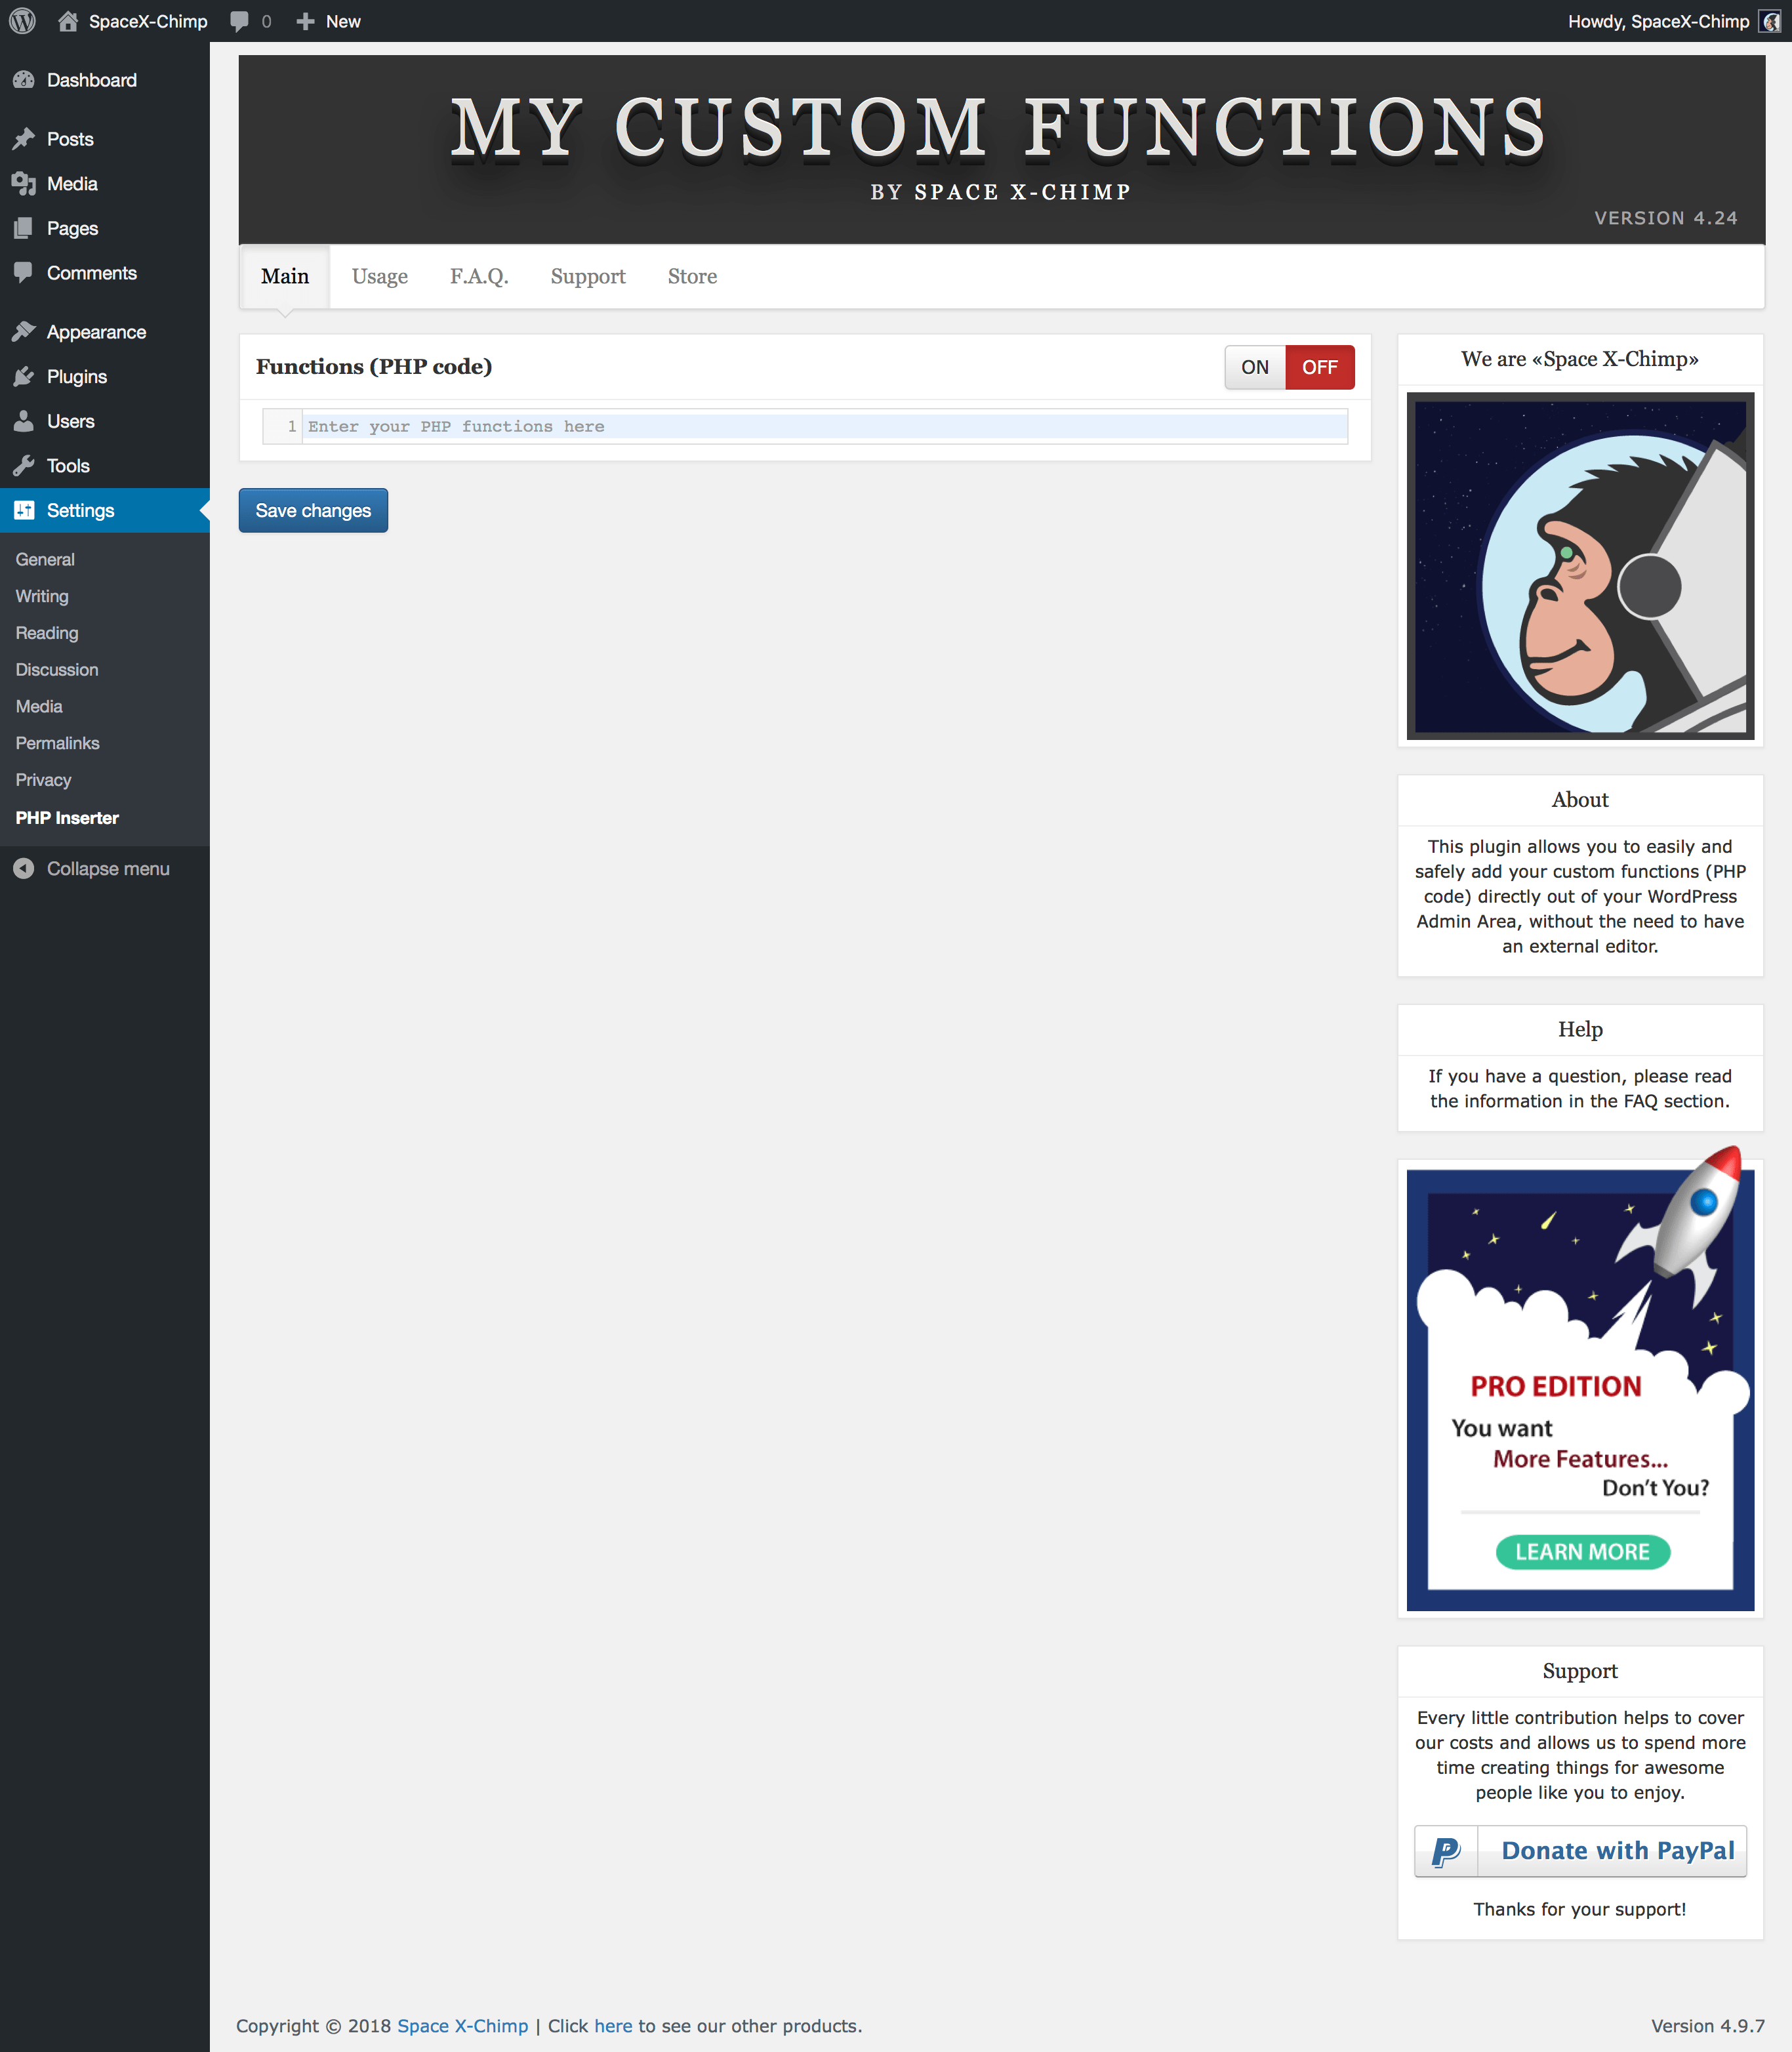 SpaceX-Chimp 0 New Howdy, SpaceX-Chimp
Dashboard
Posts
Media
Pages
Comments
Appearance
Plugins
Users
Tools
Settings
General
Writing
Reading
Discussion
Media
Permalinks
Privacy
PHP Inserter
Collapse menu
MY CUSTOM FUNCTIONS
BY SPACE X-CHIMP
VERSION 4.24
Main Usage F.A.Q. Support Store
Functions (PHP code) ON OFF
1 Enter your PHP functions here
Save changes
We are «Space X-Chimp»
About
This plugin allows you to easily and
safely add your custom functions (PHP
code) directly out of your WordPress
Admin Area, without the need to have
an external editor.
Help
If you have a question, please read
the information in the FAQ section.
PRO EDITION
You want
More Features...
Don't You?
LEARN MORE
Support
Every little contribution helps to cover
our costs and allows us to spend more
time creating things for awesome
people like you to enjoy.
Donate with PayPal
Thanks for your support!
Copyright © 2018 Space X-Chimp | Click here to see our other products. Version 4.9.7